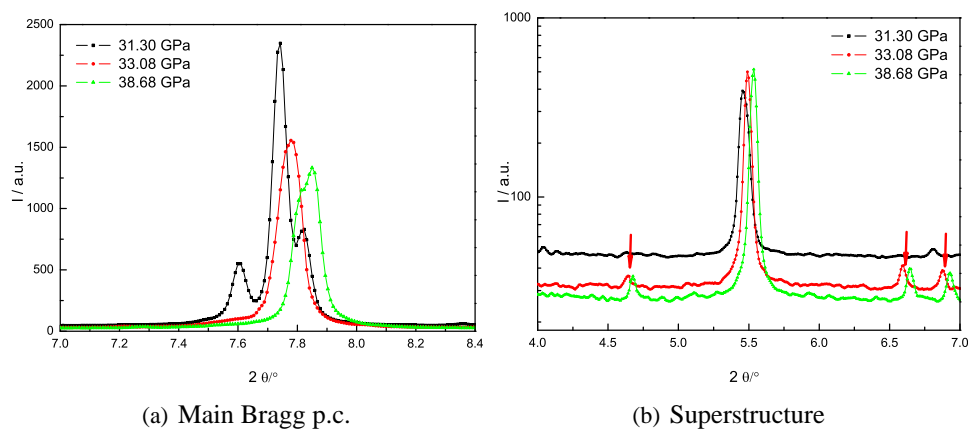 2500
2000
1500
1000
500
0
7.0 7.2 7.4 7.6 7.8 8.0 8.2 8.4
I / a.u.
2 θ/°
31.30 GPa
33.08 GPa
38.68 GPa
(a) Main Bragg p.c.
1000
100
4.0 4.5 5.0 5.5 6.0 6.5 7.0
I / a.u.
2 θ/°
31.30 GPa
33.08 GPa
38.68 GPa
(b) Superstructure